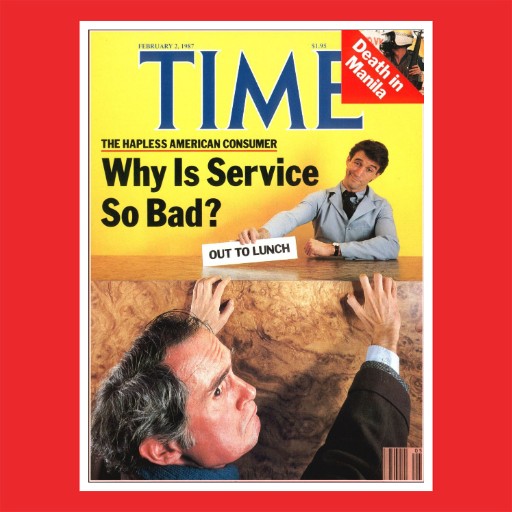 FEBRUARY 2, 1987
$1.95
TIME
Death in
Manila
THE HAPLESS AMERICAN CONSUMER
Why Is Service
So Bad?
OUT TO LUNCH
05